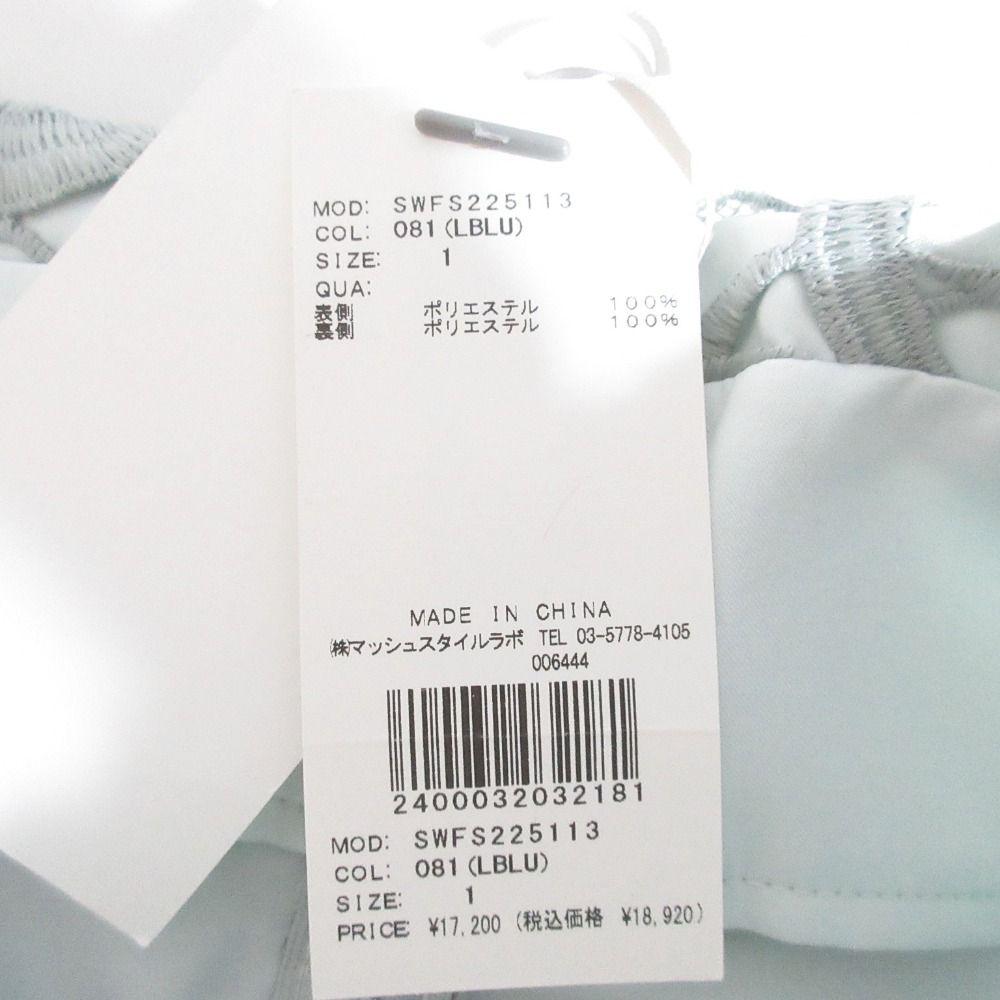 MOD: SWFS225113
COL: 081(LBLU)
SIZE: 1
QUA:
表側 ポリエステル 100%
裏側 ポリエステル 100%
MADE IN CHINA
㈱マッシュスタイルラボ TEL 03-5778-4105
006444
2400032032181
MOD: SWFS225113
COL: 081(LBLU)
SIZE: 1
PRICE: ¥17,200 (税込価格 ¥18,920)